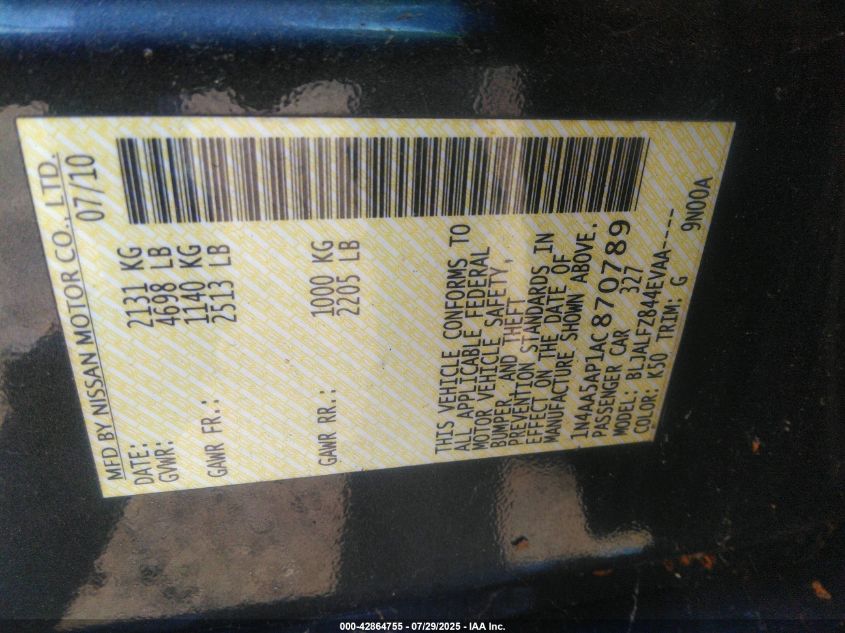 MFD BY NISSAN MOTOR CO., LTD.
DATE: 07/10
GVWR: 2131 KG
4698 LB
GAWR FR.: 1140 KG
2513 LB
GAWR RR.: 1000 KG
2205 LB
THIS VEHICLE CONFORMS TO
ALL APPLICABLE FEDERAL
MOTOR VEHICLE SAFETY,
BUMPER, AND THEFT
PREVENTION STANDARDS IN
EFFECT ON THE DATE OF
MANUFACTURE SHOWN ABOVE.
1N4AA5AP1AC870789
PASSENGER CAR 327
MODEL: BLJALFZ844EVAA-----
COLOR: K50 TRIM: G 9N00A
000-42864755 - 07/29/2025 - IAA Inc.